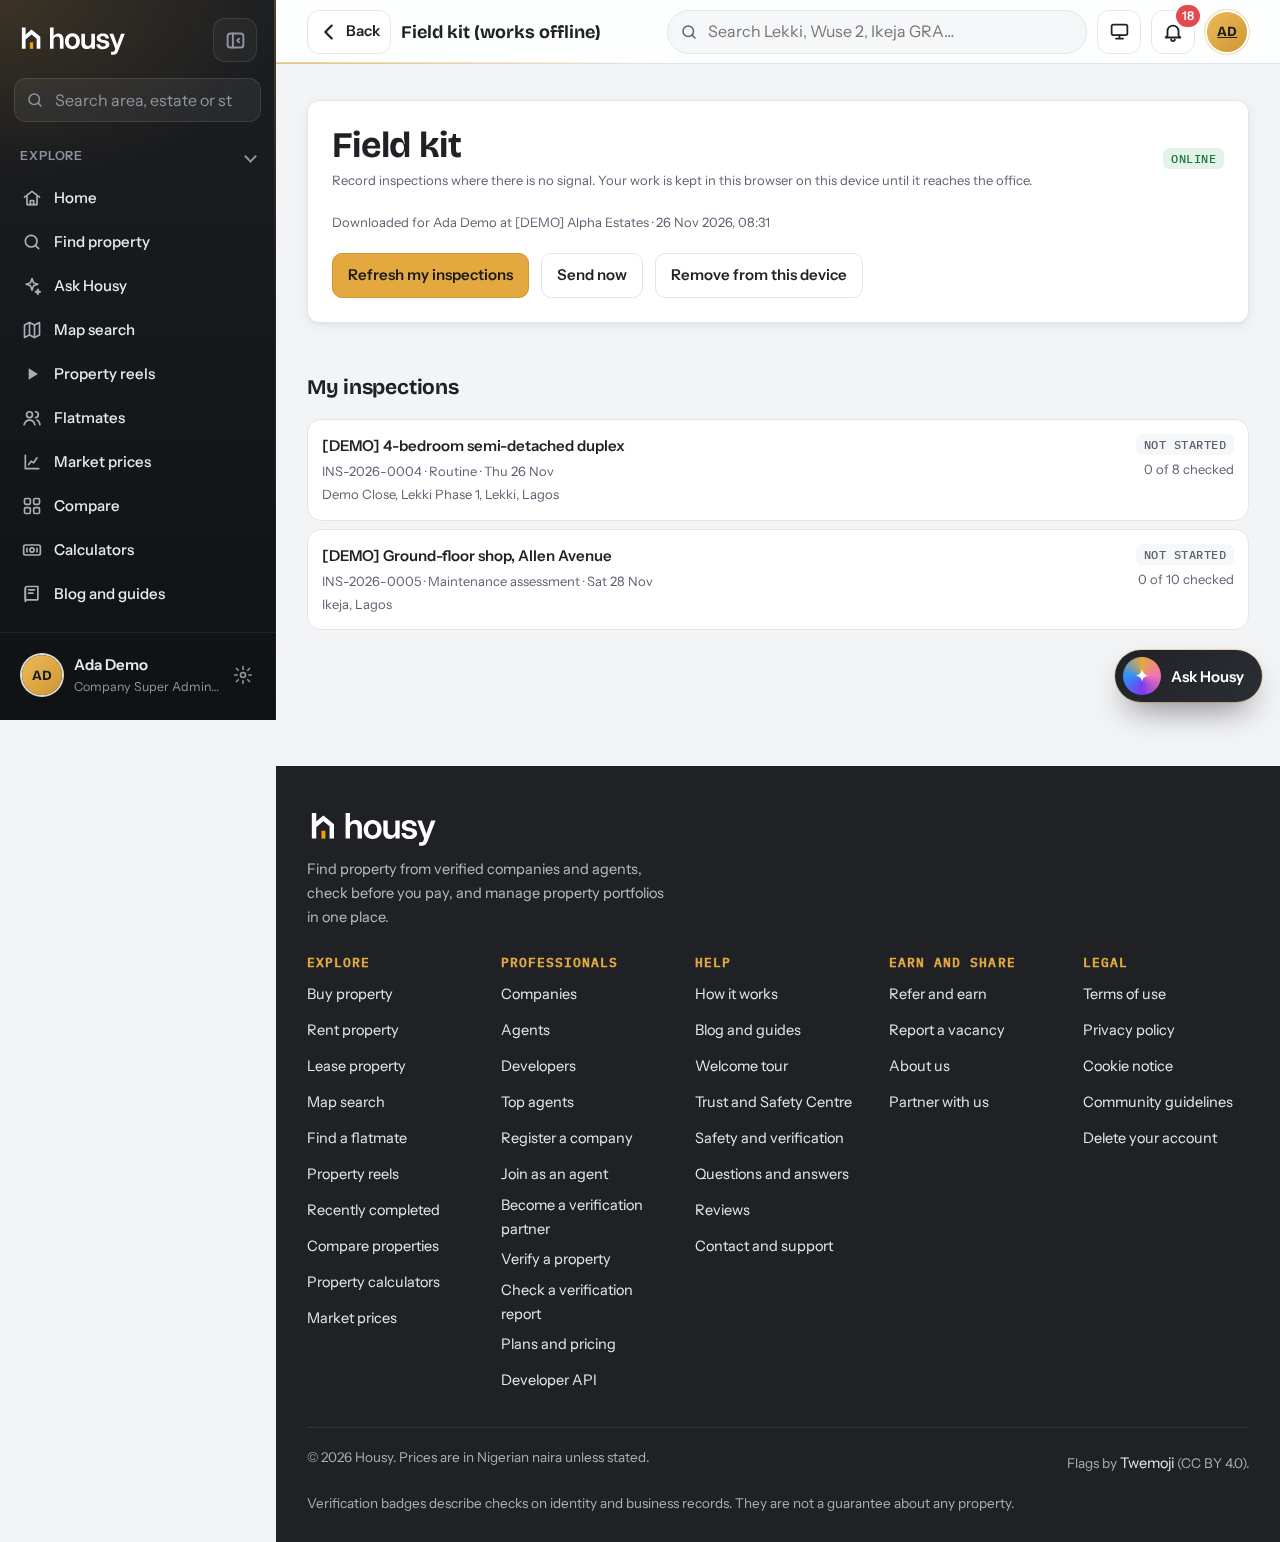 housy
Search area, estate or st
EXPLORE
Home
Find property
Ask Housy
Map search
Property reels
Flatmates
Market prices
Compare
Calculators
Blog and guides
AD
Ada Demo
Company Super Admin...
Back
Field kit (works offline)
Search Lekki, Wuse 2, Ikeja GRA...
18
AD
Field kit
ONLINE
Record inspections where there is no signal. Your work is kept in this browser on this device until it reaches the office.
Downloaded for Ada Demo at [DEMO] Alpha Estates · 26 Nov 2026, 08:31
Refresh my inspections
Send now
Remove from this device
My inspections
[DEMO] 4-bedroom semi-detached duplex
NOT STARTED
INS-2026-0004 · Routine · Thu 26 Nov
0 of 8 checked
Demo Close, Lekki Phase 1, Lekki, Lagos
[DEMO] Ground-floor shop, Allen Avenue
NOT STARTED
INS-2026-0005 · Maintenance assessment · Sat 28 Nov
0 of 10 checked
Ikeja, Lagos
Ask Housy
housy
Find property from verified companies and agents,
check before you pay, and manage property portfolios
in one place.
EXPLORE
Buy property
Rent property
Lease property
Map search
Find a flatmate
Property reels
Recently completed
Compare properties
Property calculators
Market prices
PROFESSIONALS
Companies
Agents
Developers
Top agents
Register a company
Join as an agent
Become a verification
partner
Verify a property
Check a verification
report
Plans and pricing
Developer API
HELP
How it works
Blog and guides
Welcome tour
Trust and Safety Centre
Safety and verification
Questions and answers
Reviews
Contact and support
EARN AND SHARE
Refer and earn
Report a vacancy
About us
Partner with us
LEGAL
Terms of use
Privacy policy
Cookie notice
Community guidelines
Delete your account
© 2026 Housy. Prices are in Nigerian naira unless stated.
Flags by Twemoji (CC BY 4.0).
Verification badges describe checks on identity and business records. They are not a guarantee about any property.